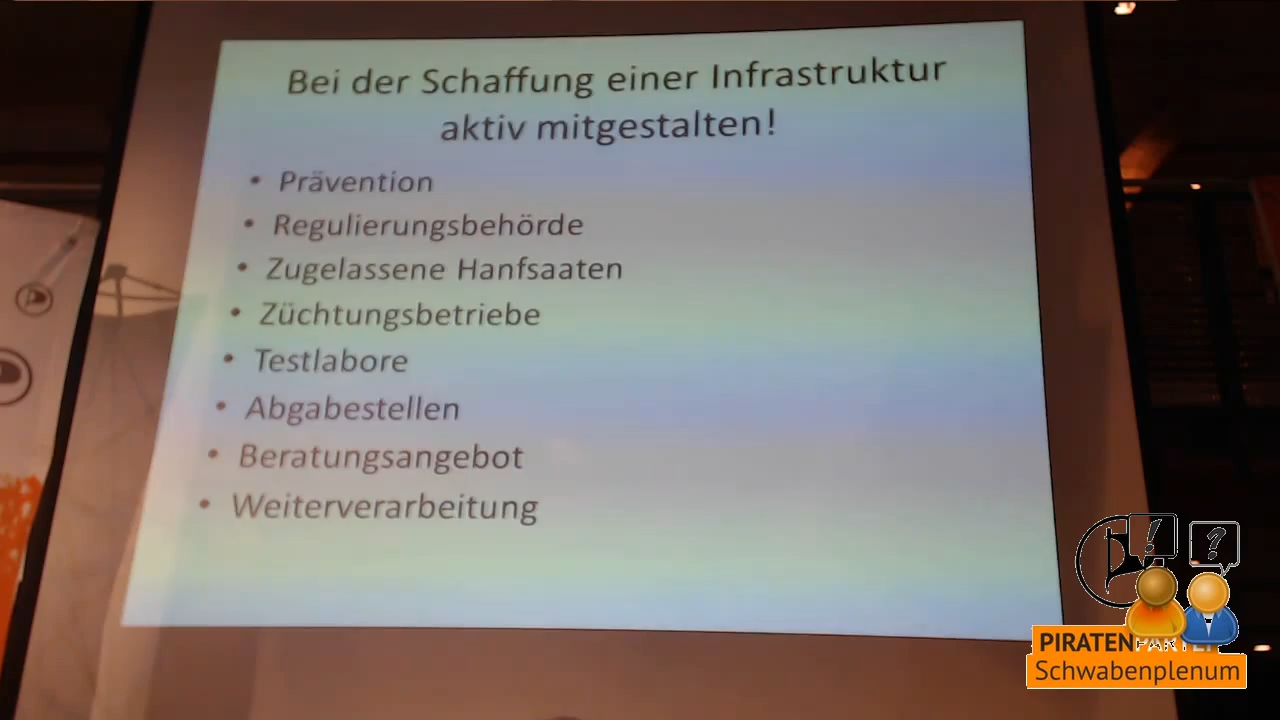 Bei der Schaffung einer Infrastruktur
aktiv mitgestalten!
• Prävention
• Regulierungsbehörde
• Zugelassene Hanfsaaten
• Züchtungsbetriebe
• Testlabore
• Abgabestellen
• Beratungsangebot
• Weiterverarbeitung
! ?
PIRATENPARTEI
Schwabenplenum